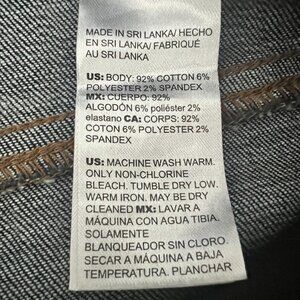 MADE IN SRI LANKA/ HECHO
EN SRI LANKA/ FABRIQUÉ
AU SRI LANKA
US: BODY: 92% COTTON 6%
POLYESTER 2% SPANDEX
MX: CUERPO: 92%
ALGODÓN 6% poliéster 2%
elastano CA: CORPS: 92%
COTON 6% POLYESTER 2%
SPANDEX
US: MACHINE WASH WARM.
ONLY NON-CHLORINE
BLEACH. TUMBLE DRY LOW.
WARM IRON. MAY BE DRY
CLEANED MX: LAVAR A
MÁQUINA CON AGUA TIBIA.
SOLAMENTE
BLANQUEADOR SIN CLORO.
SECAR A MÁQUINA A BAJA
TEMPERATURA. PLANCHAR